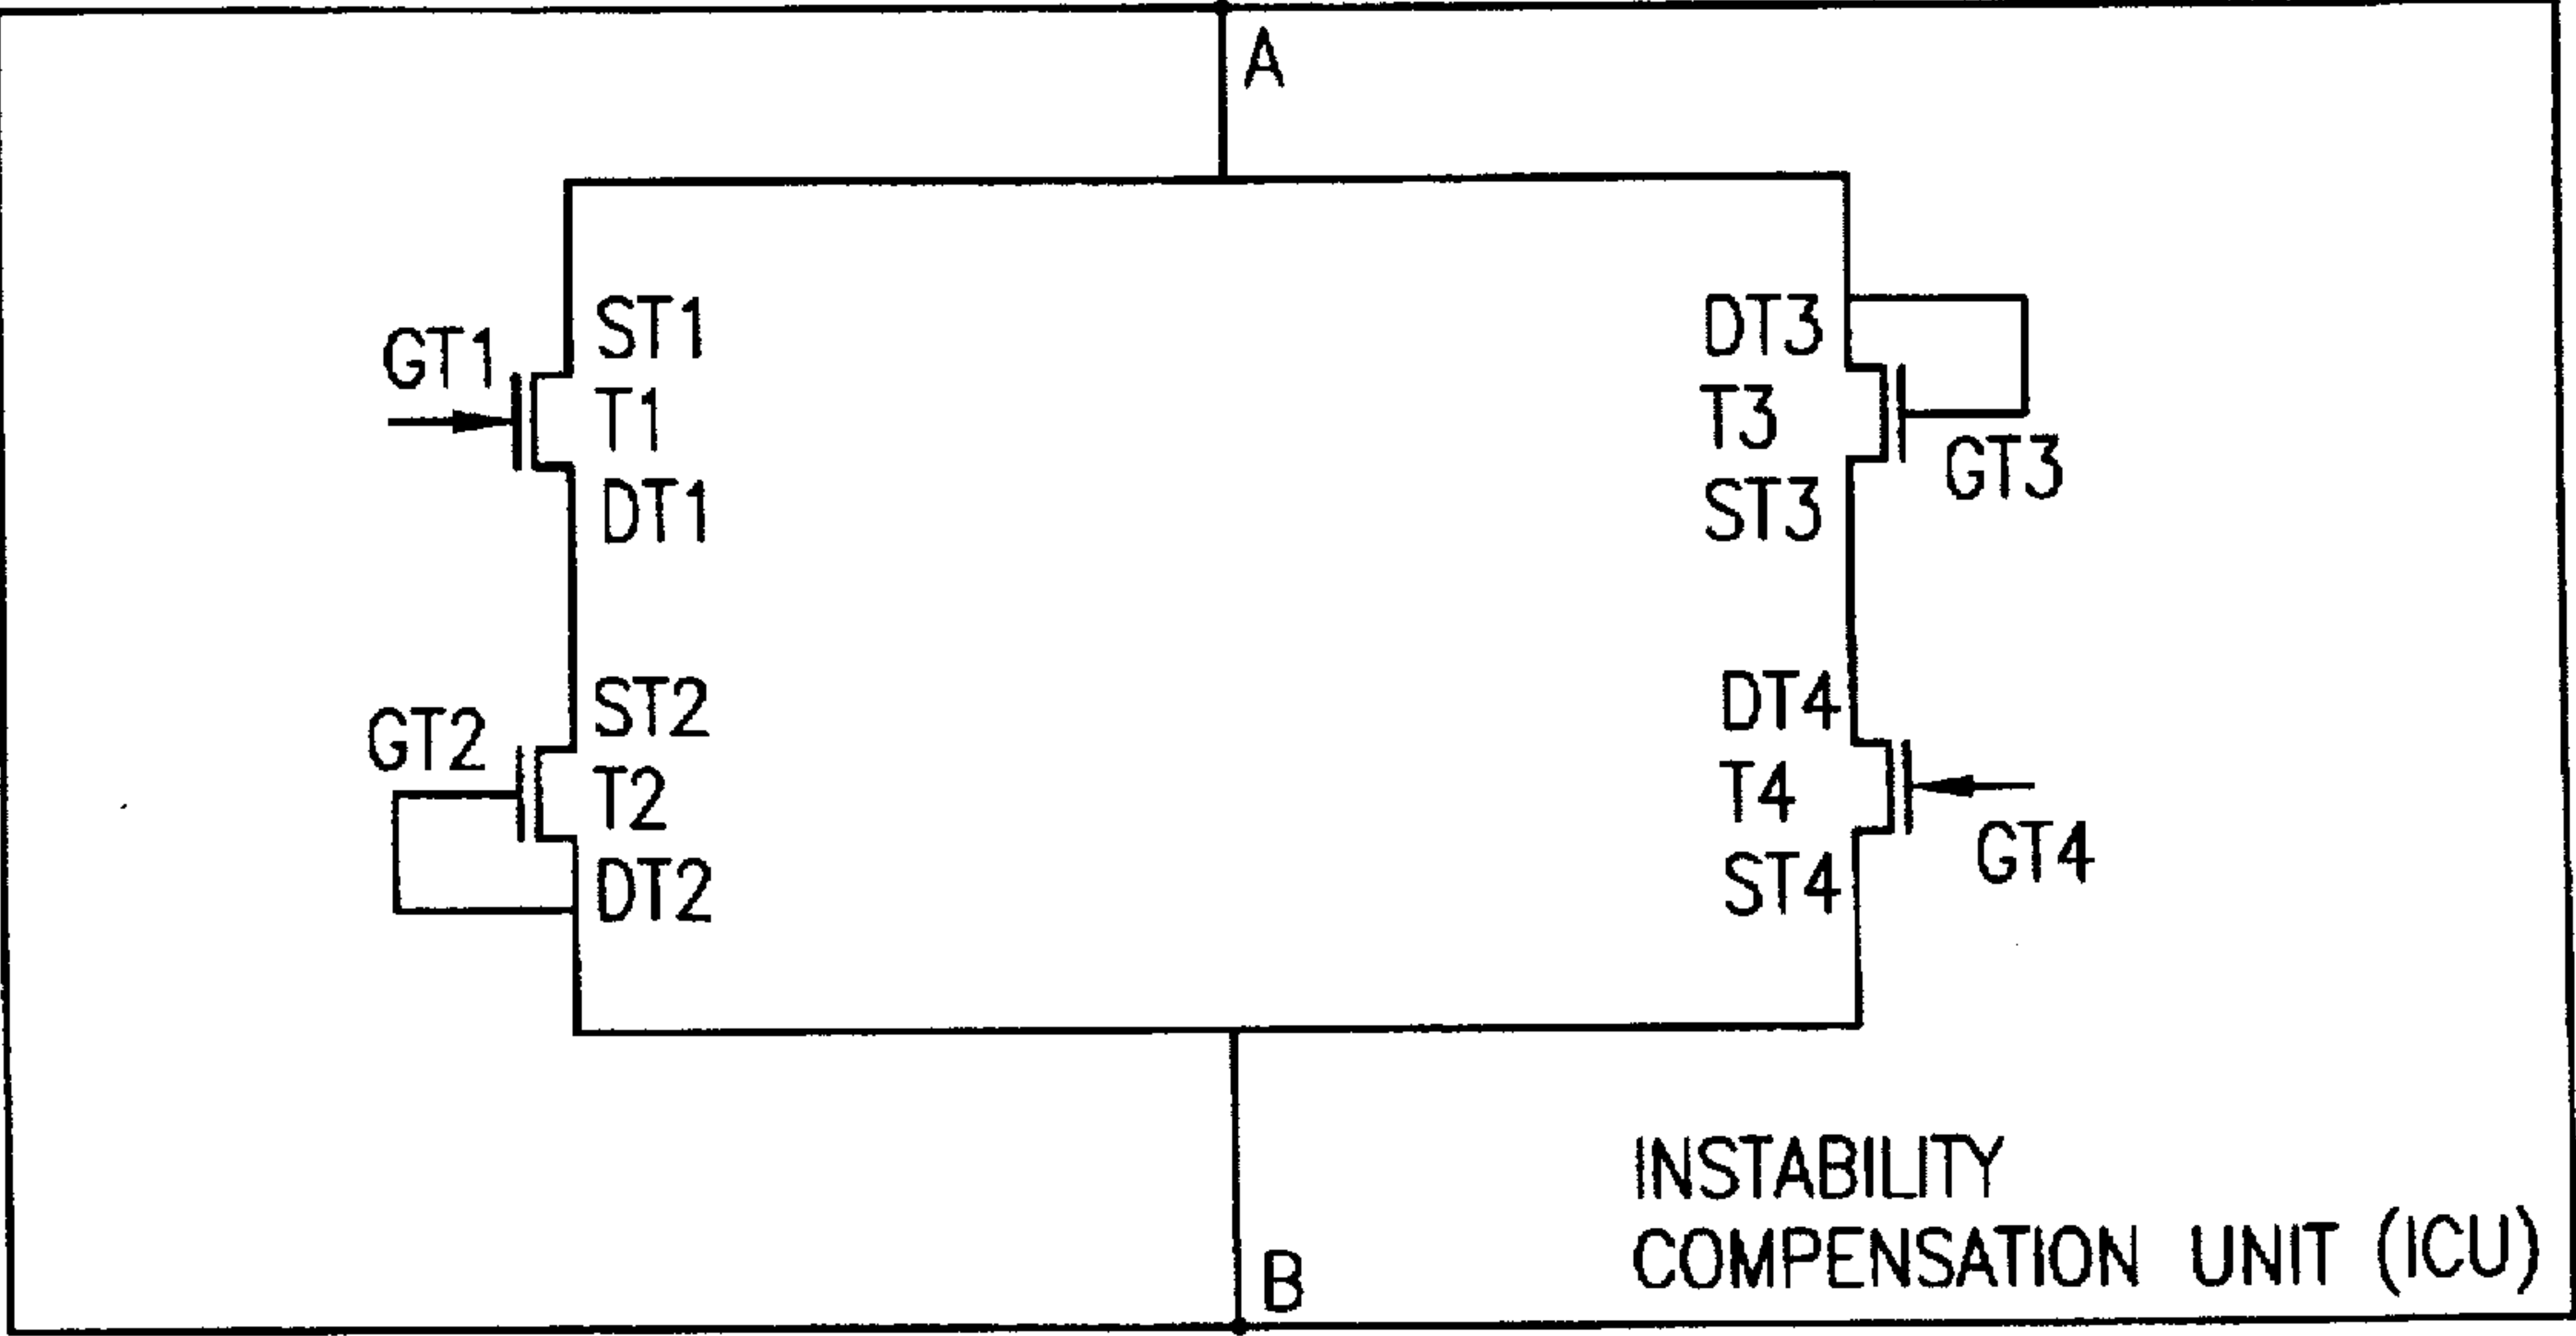 A
ST1
GT1
T1
DT1
DT3
T3
GT3
ST3
ST2
GT2
T2
DT2
DT4
T4
GT4
ST4
INSTABILITY
COMPENSATION UNIT (ICU)
B